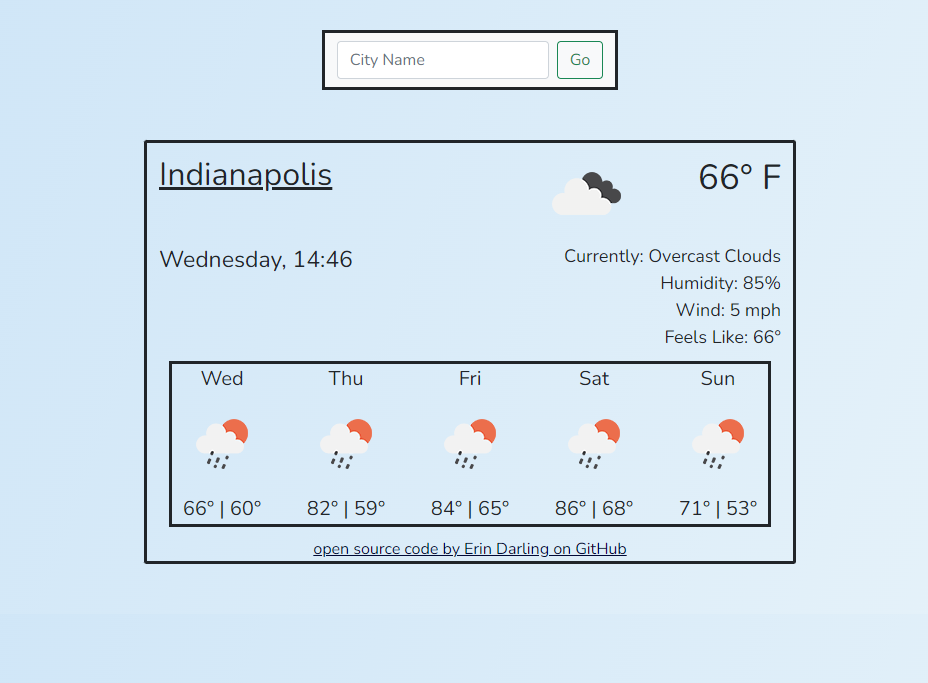 City Name Go
Indianapolis 66° F
Wednesday, 14:46
Currently: Overcast Clouds
Humidity: 85%
Wind: 5 mph
Feels Like: 66°
Wed Thu Fri Sat Sun
66° | 60° 82° | 59° 84° | 65° 86° | 68° 71° | 53°
open source code by Erin Darling on GitHub